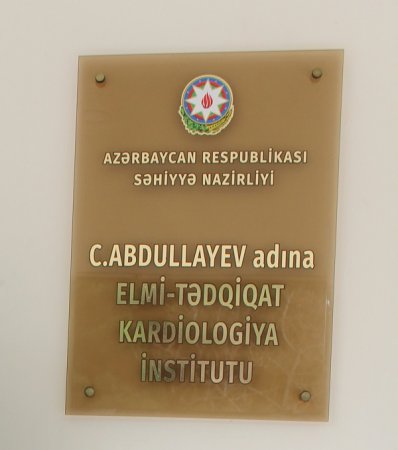 AZƏRBAYCAN RESPUBLİKASI
SƏHİYYƏ NAZİRLİYİ
C.ABDULLAYEV adına
ELMİ-TƏDQİQAT
KARDİOLOGİYA
İNSTİTUTU